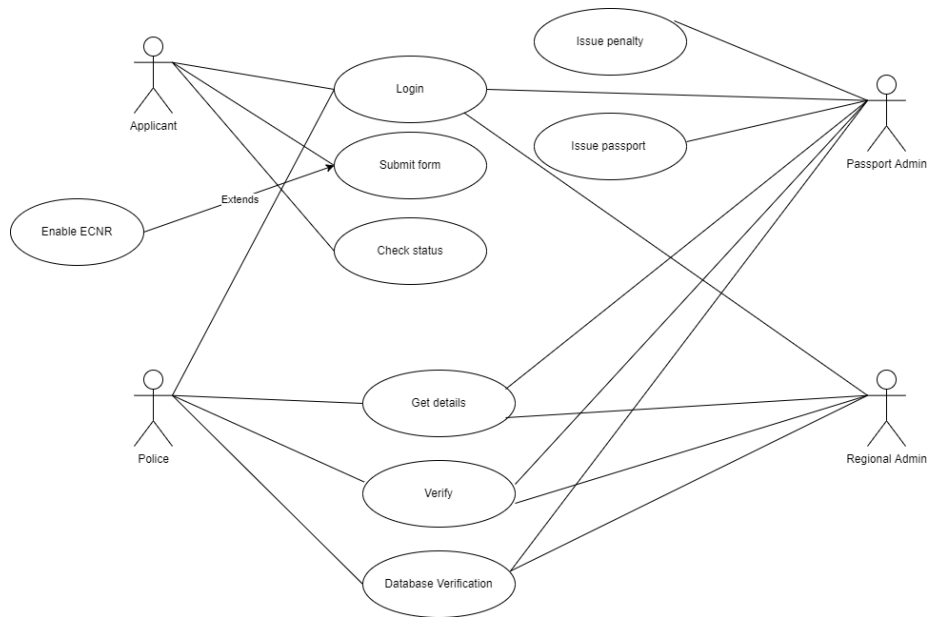 Issue penalty
Login
Applicant
Issue passport
Passport Admin
Submit form
Extends
Enable ECNR
Check status
Get details
Police
Regional Admin
Verify
Database Verification